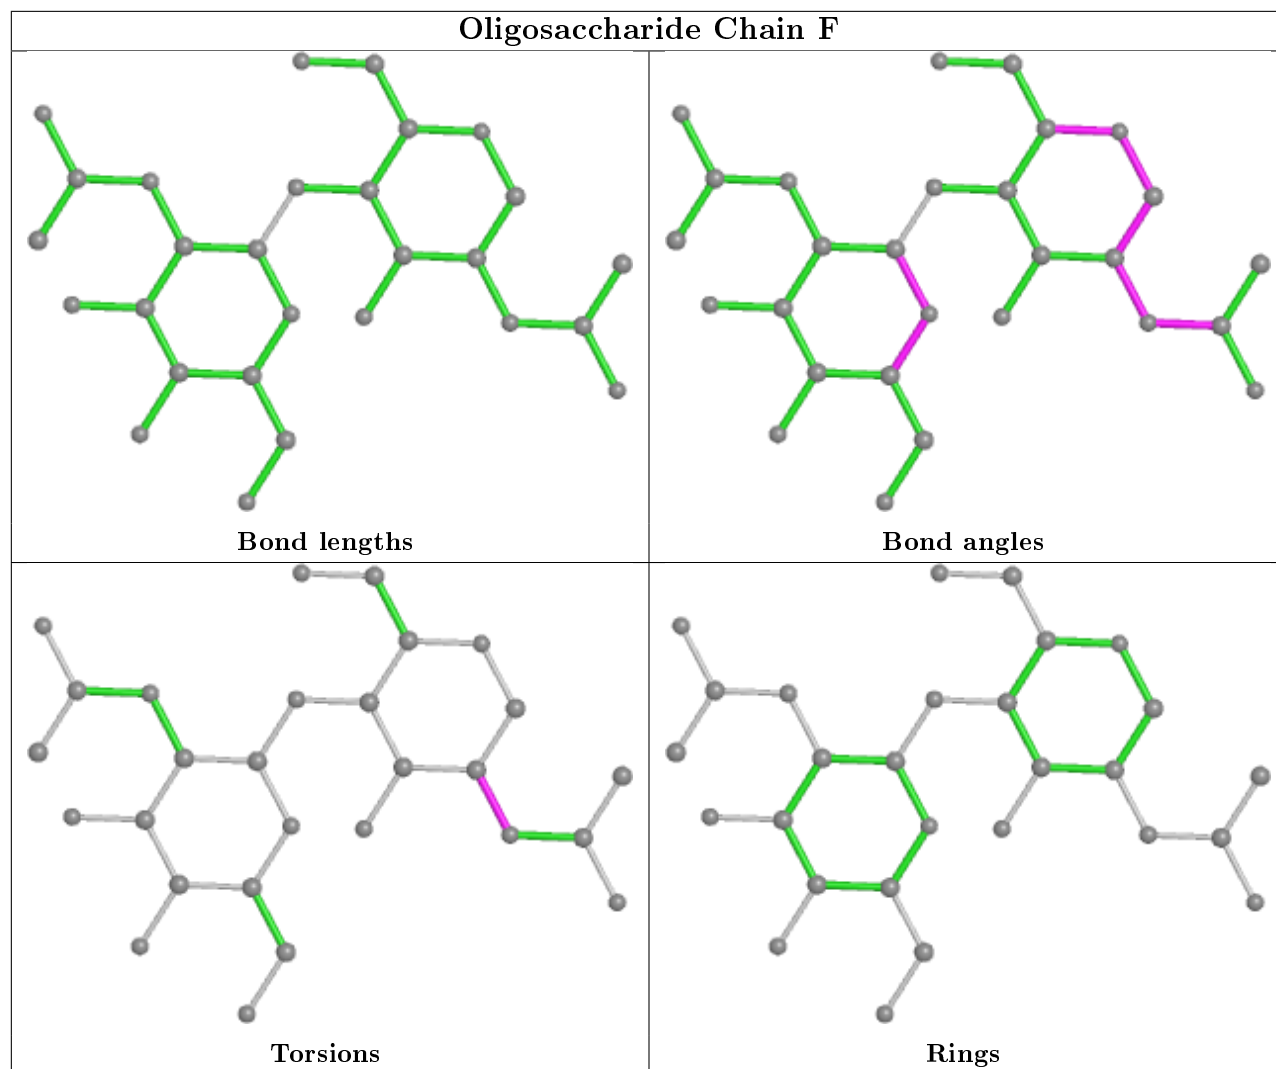 Oligosaccharide Chain F
Bond lengths
Bond angles
Torsions
Rings